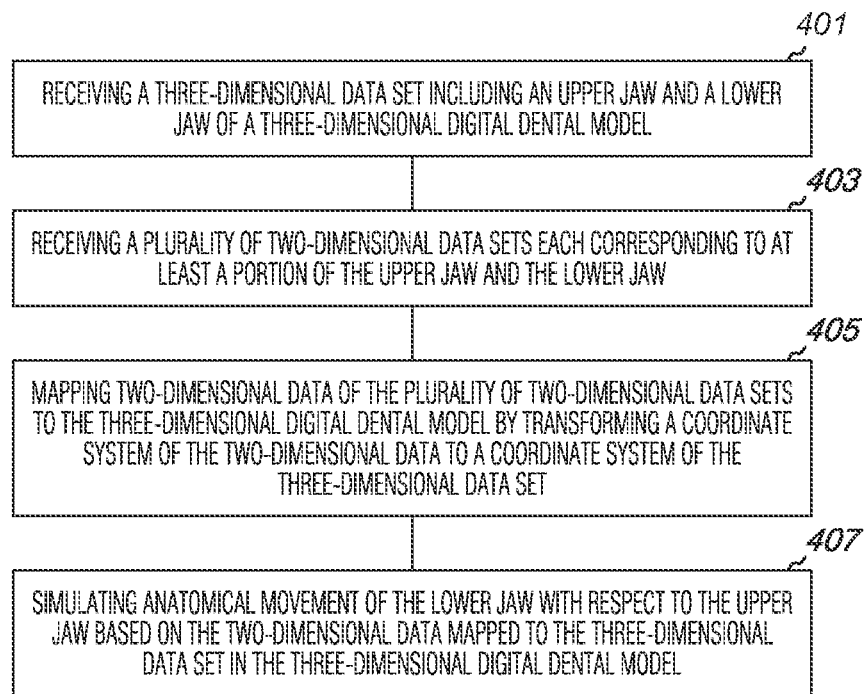 401
RECEIVING A THREE-DIMENSIONAL DATA SET INCLUDING AN UPPER JAW AND A LOWER
JAW OF A THREE-DIMENSIONAL DIGITAL DENTAL MODEL
403
RECEIVING A PLURALITY OF TWO-DIMENSIONAL DATA SETS EACH CORRESPONDING TO AT
LEAST A PORTION OF THE UPPER JAW AND THE LOWER JAW
405
MAPPING TWO-DIMENSIONAL DATA OF THE PLURALITY OF TWO-DIMENSIONAL DATA SETS
TO THE THREE-DIMENSIONAL DIGITAL DENTAL MODEL BY TRANSFORMING A COORDINATE
SYSTEM OF THE TWO-DIMENSIONAL DATA TO A COORDINATE SYSTEM OF THE
THREE-DIMENSIONAL DATA SET
407
SIMULATING ANATOMICAL MOVEMENT OF THE LOWER JAW WITH RESPECT TO THE UPPER
JAW BASED ON THE TWO-DIMENSIONAL DATA MAPPED TO THE THREE-DIMENSIONAL
DATA SET IN THE THREE-DIMENSIONAL DIGITAL DENTAL MODEL